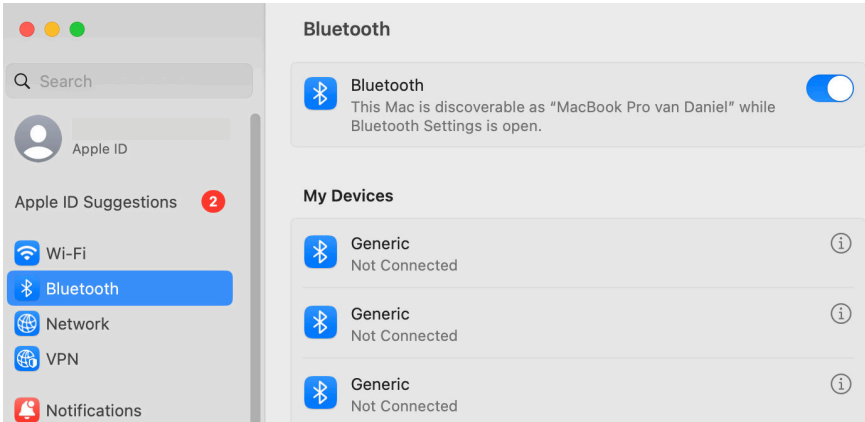 Search
Apple ID
Apple ID Suggestions
2
Wi-Fi
Bluetooth
Network
VPN
Notifications
Bluetooth
Bluetooth
This Mac is discoverable as “MacBook Pro van Daniel” while
Bluetooth Settings is open.
My Devices
Generic
Not Connected
Generic
Not Connected
Generic
Not Connected